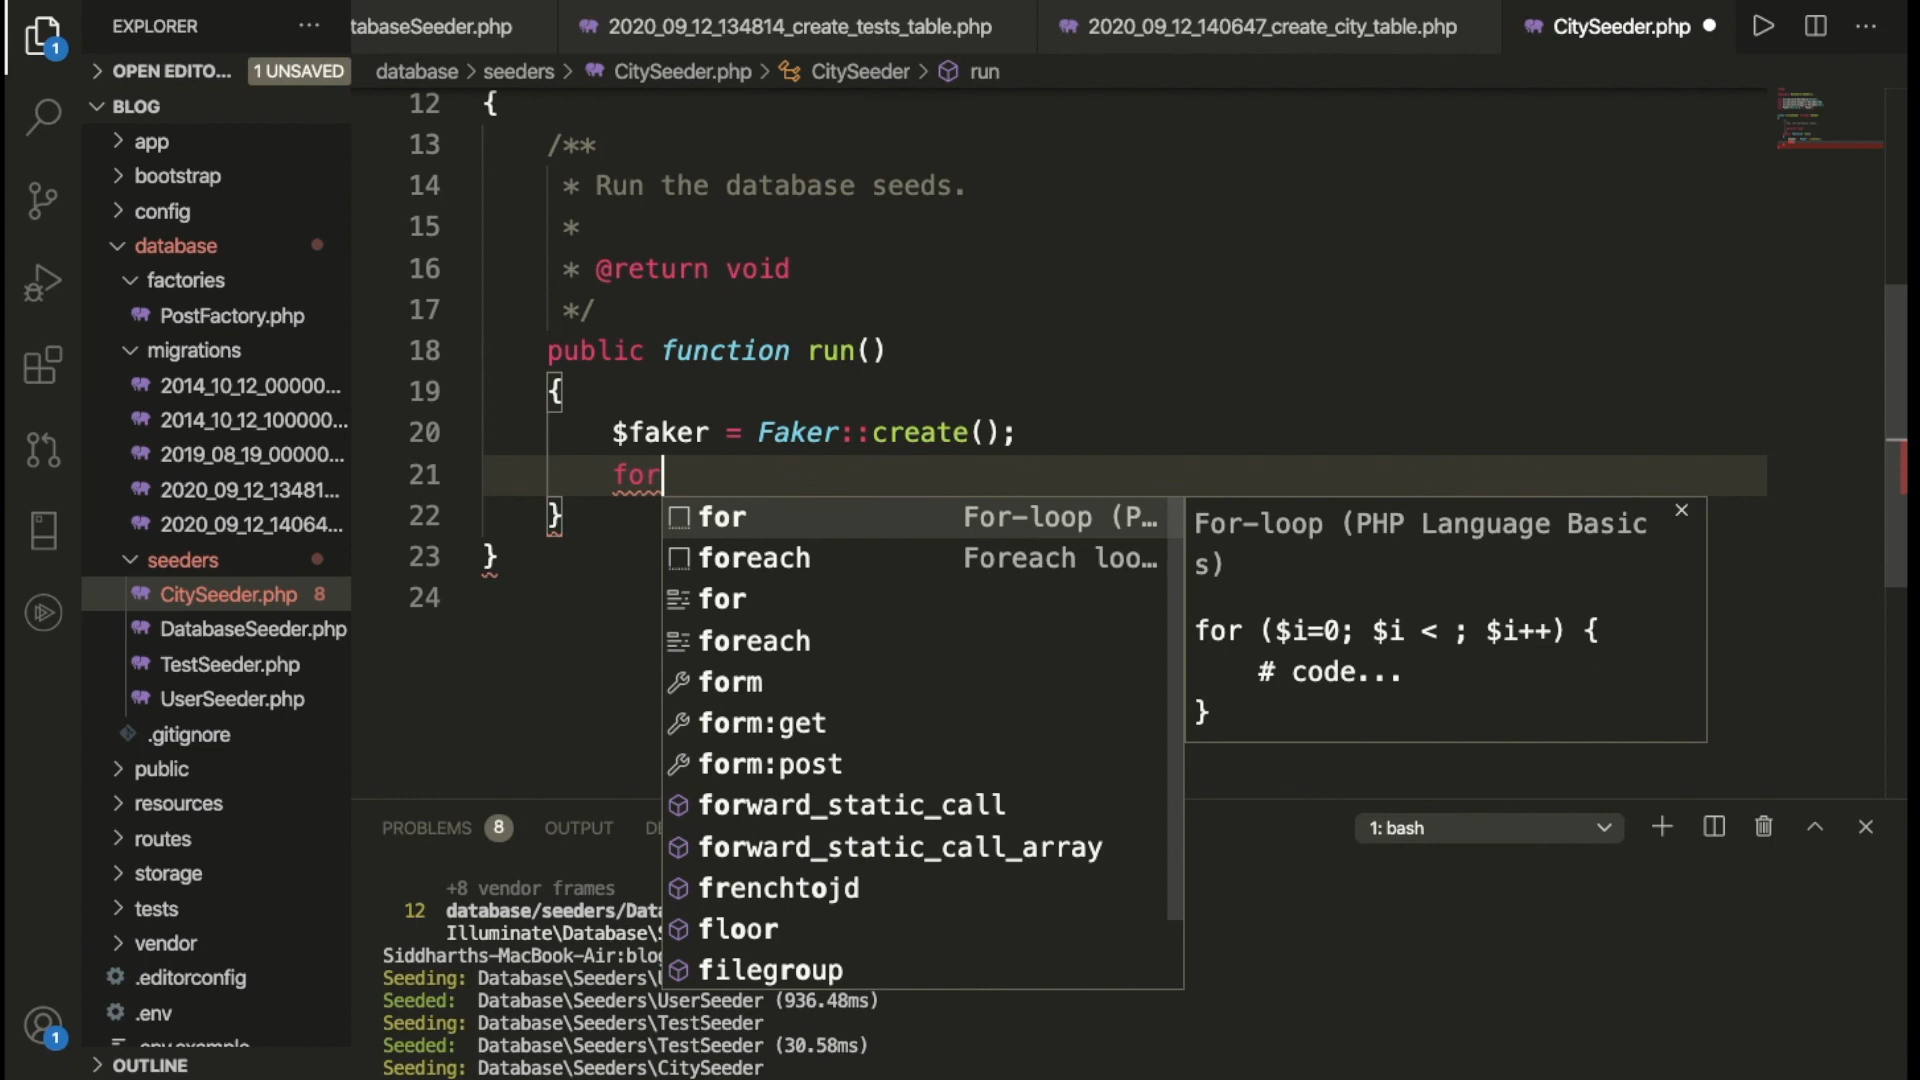 EXPLORER
tabaseSeeder.php
2020_09_12_134814_create_tests_table.php
2020_09_12_140647_create_city_table.php
CitySeeder.php
1
OPEN EDITO...
1 UNSAVED
database > seeders > CitySeeder.php > CitySeeder > run
BLOG
app
bootstrap
config
database
factories
PostFactory.php
migrations
2014_10_12_00000...
2014_10_12_100000...
2019_08_19_00000...
2020_09_12_13481...
2020_09_12_14064...
seeders
CitySeeder.php 8
DatabaseSeeder.php
TestSeeder.php
UserSeeder.php
.gitignore
public
resources
routes
storage
tests
vendor
.editorconfig
.env
.env.example
OUTLINE
1
12 {
13 /**
14 * Run the database seeds.
15 *
16 * @return void
17 */
18 public function run()
19 {
20 $faker = Faker::create();
21 for
22 }
23 }
24
for For-loop (P...
foreach Foreach loo...
for
foreach
form
form:get
form:post
forward_static_call
forward_static_call_array
frenchtojd
floor
filegroup
For-loop (PHP Language Basic
s)
for ($i=0; $i < ; $i++) {
# code...
}
PROBLEMS 8 OUTPUT
1: bash
+8 vendor frames
12 database/seeders/Dat
Illuminate\Database\
Siddharths-MacBook-Air:blo
Seeding: Database\Seeders\
Seeded: Database\Seeders\UserSeeder (936.48ms)
Seeding: Database\Seeders\TestSeeder
Seeded: Database\Seeders\TestSeeder (30.58ms)
Seeding: Database\Seeders\CitySeeder